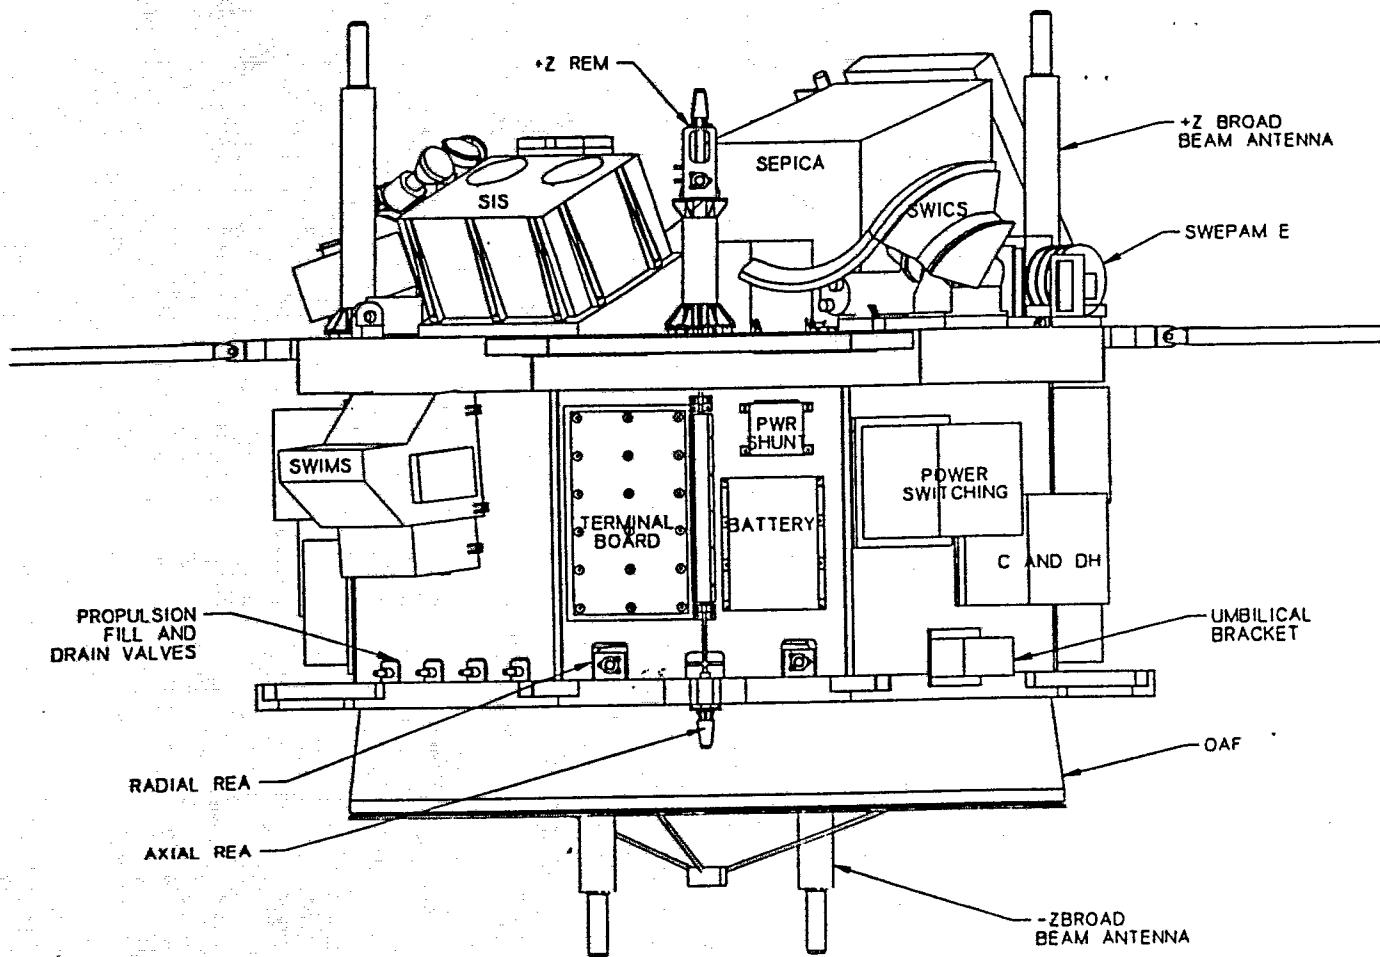 +Z REM
+Z BROAD
BEAM ANTENNA
SEPICA
SIS
SWICS
SWEPAM E
PWR
SHUNT
SWIMS
POWER
SWITCHING
TERMINAL
BOARD
BATTERY
C AND DH
PROPULSION
FILL AND
DRAIN VALVES
UMBILICAL
BRACKET
OAF
RADIAL REA
AXIAL REA
-ZBROAD
BEAM ANTENNA